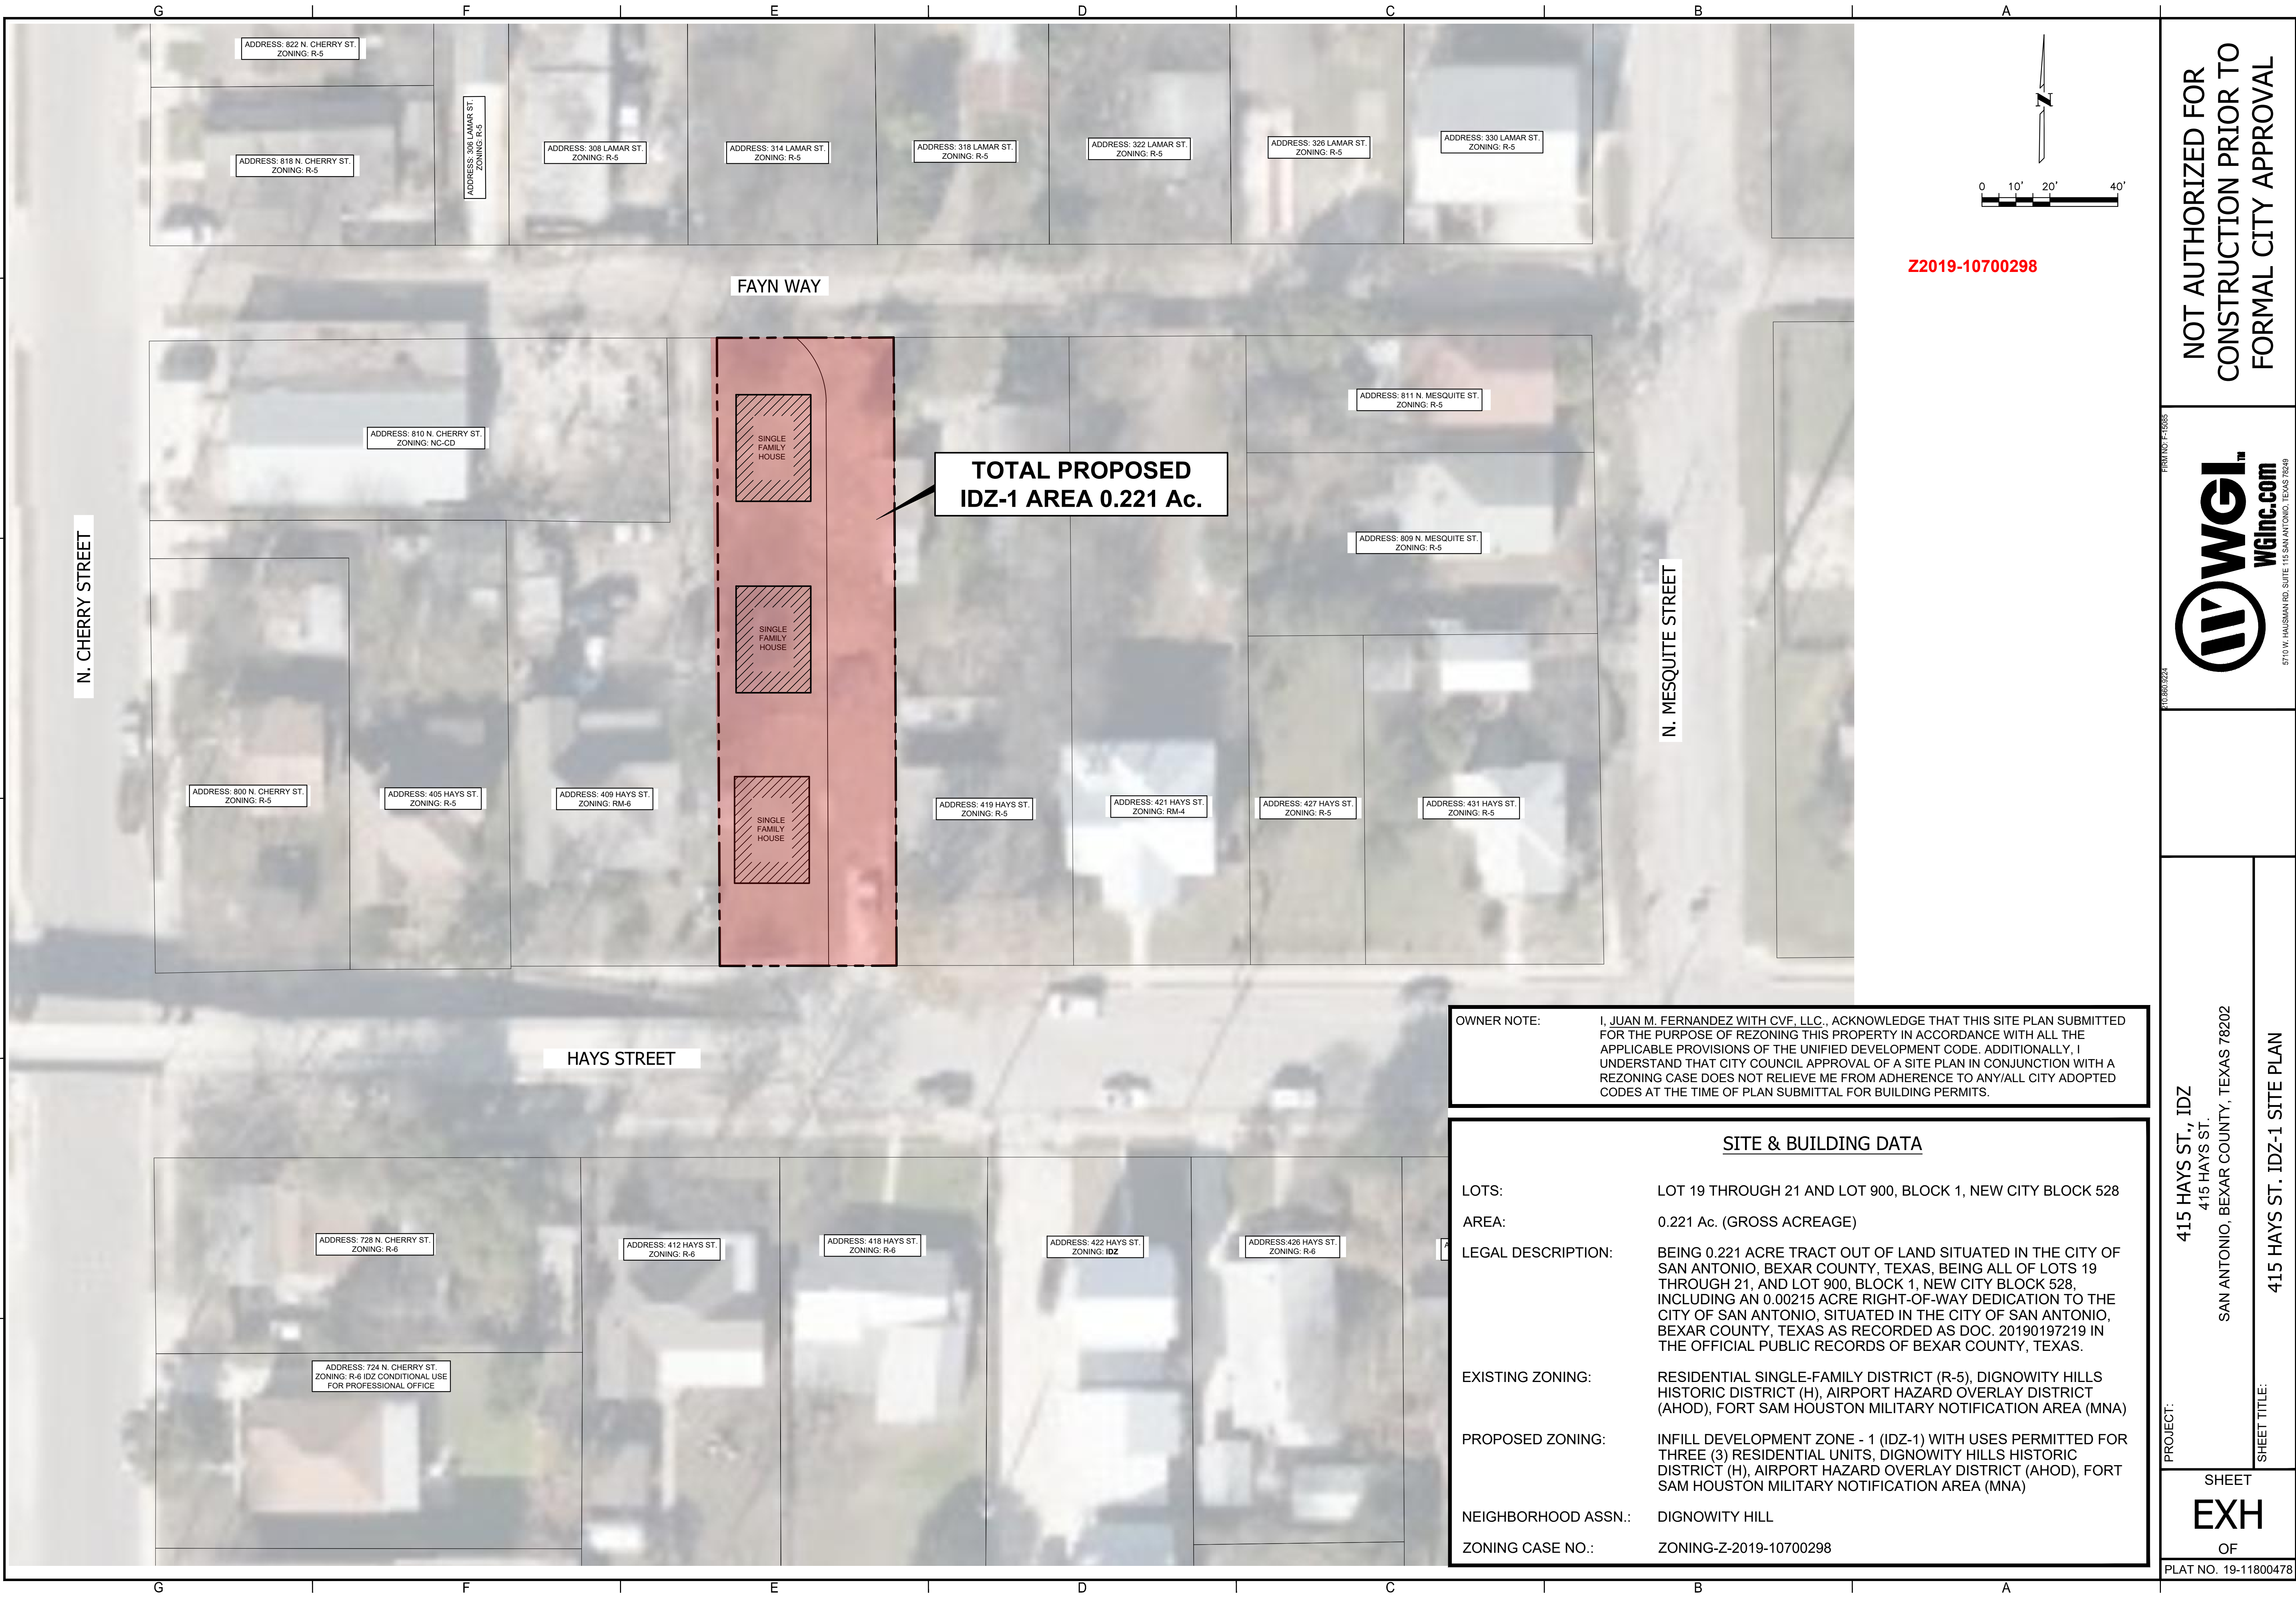 G F E D C B A
ADDRESS: 822 N. CHERRY ST.
ZONING: R-5
ADDRESS: 818 N. CHERRY ST.
ZONING: R-5
ADDRESS: 306 LAMAR ST.
ZONING: R-5
ADDRESS: 308 LAMAR ST.
ZONING: R-5
ADDRESS: 314 LAMAR ST.
ZONING: R-5
ADDRESS: 318 LAMAR ST.
ZONING: R-5
ADDRESS: 322 LAMAR ST.
ZONING: R-5
ADDRESS: 326 LAMAR ST.
ZONING: R-5
ADDRESS: 330 LAMAR ST.
ZONING: R-5
N
0 10' 20' 40'
Z2019-10700298
FAYN WAY
ADDRESS: 810 N. CHERRY ST.
ZONING: NC-CD
SINGLE
FAMILY
HOUSE
TOTAL PROPOSED
IDZ-1 AREA 0.221 Ac.
ADDRESS: 811 N. MESQUITE ST.
ZONING: R-5
ADDRESS: 809 N. MESQUITE ST.
ZONING: R-5
N. CHERRY STREET
SINGLE
FAMILY
HOUSE
N. MESQUITE STREET
ADDRESS: 800 N. CHERRY ST.
ZONING: R-5
ADDRESS: 405 HAYS ST.
ZONING: R-5
ADDRESS: 409 HAYS ST.
ZONING: RM-6
SINGLE
FAMILY
HOUSE
ADDRESS: 419 HAYS ST.
ZONING: R-5
ADDRESS: 421 HAYS ST.
ZONING: RM-4
ADDRESS: 427 HAYS ST.
ZONING: R-5
ADDRESS: 431 HAYS ST.
ZONING: R-5
HAYS STREET
ADDRESS: 728 N. CHERRY ST.
ZONING: R-6
ADDRESS: 412 HAYS ST.
ZONING: R-6
ADDRESS: 418 HAYS ST.
ZONING: R-6
ADDRESS: 422 HAYS ST.
ZONING: IDZ
ADDRESS:426 HAYS ST.
ZONING: R-6
A
ADDRESS: 724 N. CHERRY ST.
ZONING: R-6 IDZ CONDITIONAL USE
FOR PROFESSIONAL OFFICE
OWNER NOTE: I, JUAN M. FERNANDEZ WITH CVF, LLC., ACKNOWLEDGE THAT THIS SITE PLAN SUBMITTED
FOR THE PURPOSE OF REZONING THIS PROPERTY IN ACCORDANCE WITH ALL THE
APPLICABLE PROVISIONS OF THE UNIFIED DEVELOPMENT CODE. ADDITIONALLY, I
UNDERSTAND THAT CITY COUNCIL APPROVAL OF A SITE PLAN IN CONJUNCTION WITH A
REZONING CASE DOES NOT RELIEVE ME FROM ADHERENCE TO ANY/ALL CITY ADOPTED
CODES AT THE TIME OF PLAN SUBMITTAL FOR BUILDING PERMITS.
SITE & BUILDING DATA
LOTS: LOT 19 THROUGH 21 AND LOT 900, BLOCK 1, NEW CITY BLOCK 528
AREA: 0.221 Ac. (GROSS ACREAGE)
LEGAL DESCRIPTION: BEING 0.221 ACRE TRACT OUT OF LAND SITUATED IN THE CITY OF
SAN ANTONIO, BEXAR COUNTY, TEXAS, BEING ALL OF LOTS 19
THROUGH 21, AND LOT 900, BLOCK 1, NEW CITY BLOCK 528,
INCLUDING AN 0.00215 ACRE RIGHT-OF-WAY DEDICATION TO THE
CITY OF SAN ANTONIO, SITUATED IN THE CITY OF SAN ANTONIO,
BEXAR COUNTY, TEXAS AS RECORDED AS DOC. 20190197219 IN
THE OFFICIAL PUBLIC RECORDS OF BEXAR COUNTY, TEXAS.
EXISTING ZONING: RESIDENTIAL SINGLE-FAMILY DISTRICT (R-5), DIGNOWITY HILLS
HISTORIC DISTRICT (H), AIRPORT HAZARD OVERLAY DISTRICT
(AHOD), FORT SAM HOUSTON MILITARY NOTIFICATION AREA (MNA)
PROPOSED ZONING: INFILL DEVELOPMENT ZONE - 1 (IDZ-1) WITH USES PERMITTED FOR
THREE (3) RESIDENTIAL UNITS, DIGNOWITY HILLS HISTORIC
DISTRICT (H), AIRPORT HAZARD OVERLAY DISTRICT (AHOD), FORT
SAM HOUSTON MILITARY NOTIFICATION AREA (MNA)
NEIGHBORHOOD ASSN.: DIGNOWITY HILL
ZONING CASE NO.: ZONING-Z-2019-10700298
G F E D C B A
NOT AUTHORIZED FOR
CONSTRUCTION PRIOR TO
FORMAL CITY APPROVAL
FIRM NO: F-15085
210.860.9224
WGI™
WGInc.com
5710 W. HAUSMAN RD, SUITE 115 SAN ANTONIO, TEXAS 78249
PROJECT:
415 HAYS ST., IDZ
415 HAYS ST.
SAN ANTONIO, BEXAR COUNTY, TEXAS 78202
SHEET TITLE:
415 HAYS ST. IDZ-1 SITE PLAN
SHEET
EXH
OF
PLAT NO. 19-11800478